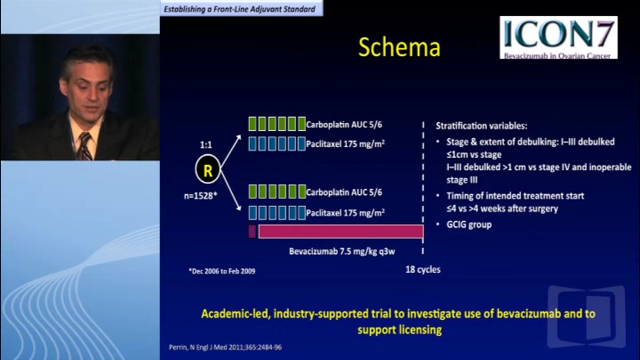 Establishing a Front-Line Adjuvant Standard
Schema
ICON7
Bevacizumab in Ovarian Cancer
1:1
R
n=1528*
Carboplatin AUC 5/6
Paclitaxel 175 mg/m²
Carboplatin AUC 5/6
Paclitaxel 175 mg/m²
Bevacizumab 7.5 mg/kg q3w
*Dec 2006 to Feb 2009
18 cycles
Stratification variables:
• Stage & extent of debulking: I–III debulked
≤1cm vs stage
I–III debulked >1 cm vs stage IV and inoperable
stage III
• Timing of intended treatment start
≤4 vs >4 weeks after surgery
• GCIG group
Academic-led, industry-supported trial to investigate use of bevacizumab and to
support licensing
Perrin, N Engl J Med 2011;365:2484-96